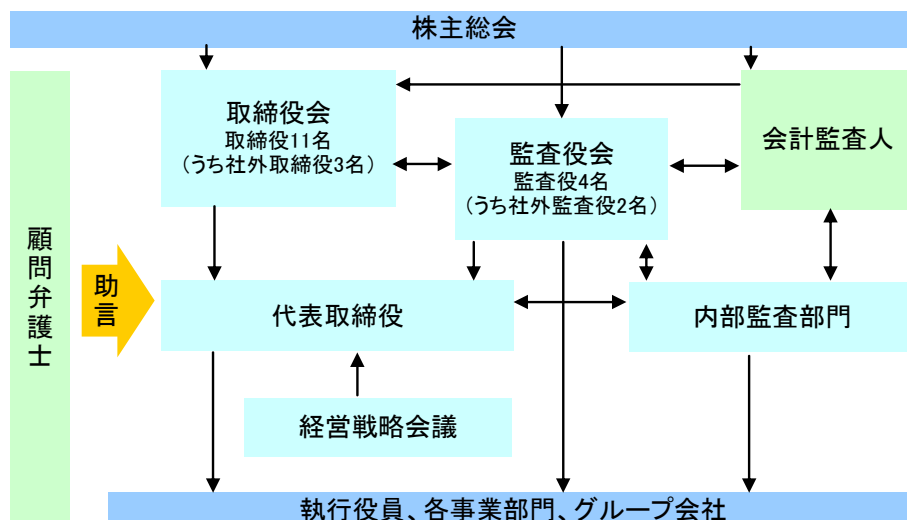 株主総会
取締役会
取締役11名
(うち社外取締役3名)
監査役会
監査役4名
(うち社外監査役2名)
会計監査人
顧問弁護士
助言
代表取締役
内部監査部門
経営戦略会議
執行役員、各事業部門、グループ会社